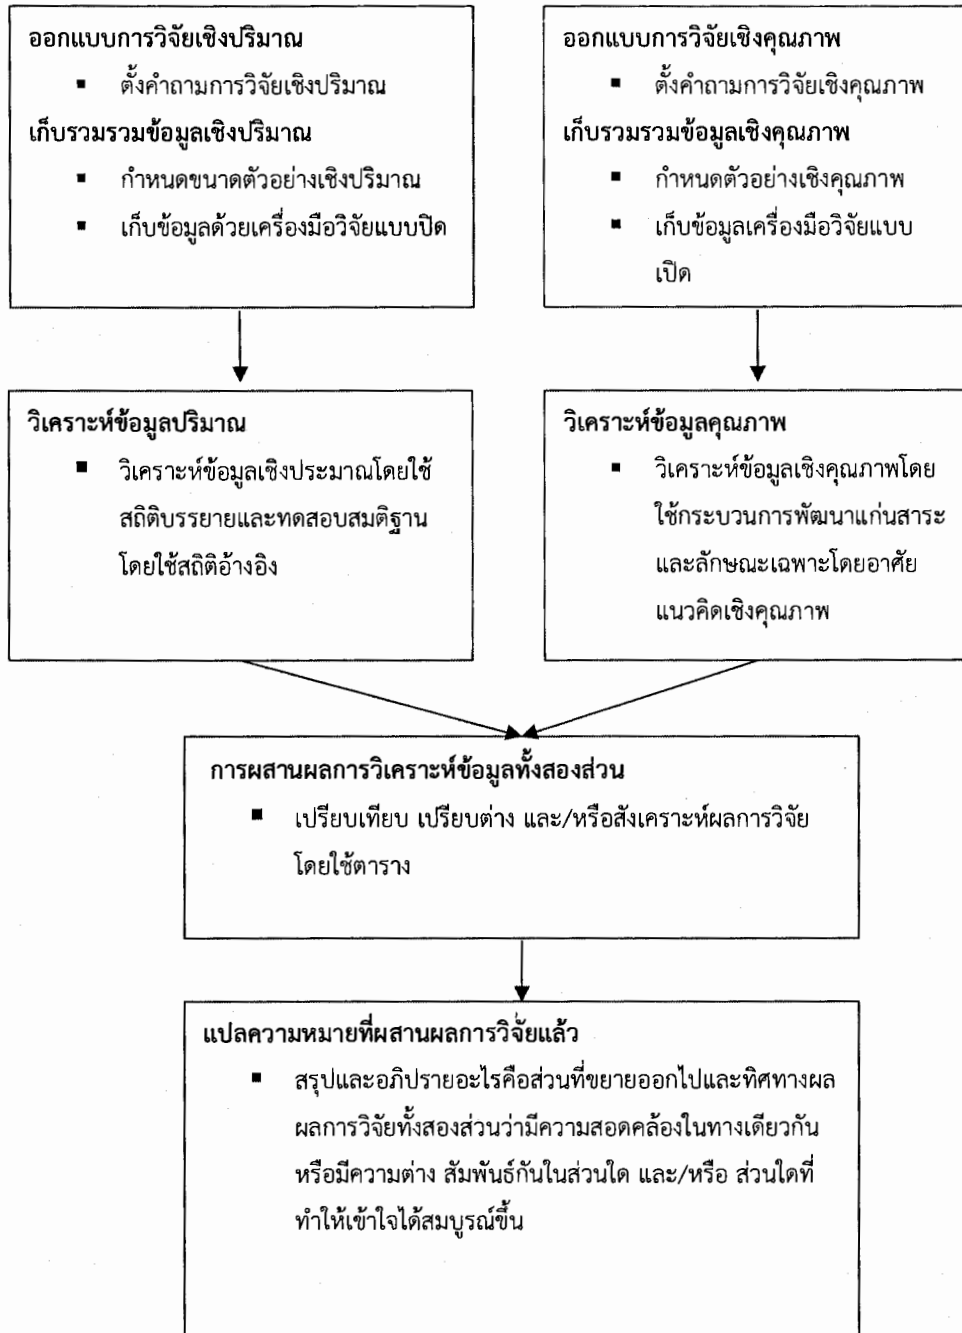 ออกแบบการวิจัยเชิงปริมาณ
▪ ตั้งคำถามการวิจัยเชิงปริมาณ
เก็บรวมรวมข้อมูลเชิงปริมาณ
▪ กำหนดขนาดตัวอย่างเชิงปริมาณ
▪ เก็บข้อมูลด้วยเครื่องมือวิจัยแบบปิด
ออกแบบการวิจัยเชิงคุณภาพ
▪ ตั้งคำถามการวิจัยเชิงคุณภาพ
เก็บรวมรวมข้อมูลเชิงคุณภาพ
▪ กำหนดตัวอย่างเชิงคุณภาพ
▪ เก็บข้อมูลเครื่องมือวิจัยแบบ
เปิด
วิเคราะห์ข้อมูลปริมาณ
▪ วิเคราะห์ข้อมูลเชิงประมาณโดยใช้
สถิติบรรยายและทดสอบสมติฐาน
โดยใช้สถิติอ้างอิง
วิเคราะห์ข้อมูลคุณภาพ
▪ วิเคราะห์ข้อมูลเชิงคุณภาพโดย
ใช้กระบวนการพัฒนาแก่นสาระ
และลักษณะเฉพาะโดยอาศัย
แนวคิดเชิงคุณภาพ
การผสานผลการวิเคราะห์ข้อมูลทั้งสองส่วน
▪ เปรียบเทียบ เปรียบต่าง และ/หรือสังเคราะห์ผลการวิจัย
โดยใช้ตาราง
แปลความหมายที่ผสานผลการวิจัยแล้ว
▪ สรุปและอภิปรายอะไรคือส่วนที่ขยายออกไปและทิศทางผล
ผลการวิจัยทั้งสองส่วนว่ามีความสอดคล้องในทางเดียวกัน
หรือมีความต่าง สัมพันธ์กันในส่วนใด และ/หรือ ส่วนใดที่
ทำให้เข้าใจได้สมบูรณ์ขึ้น